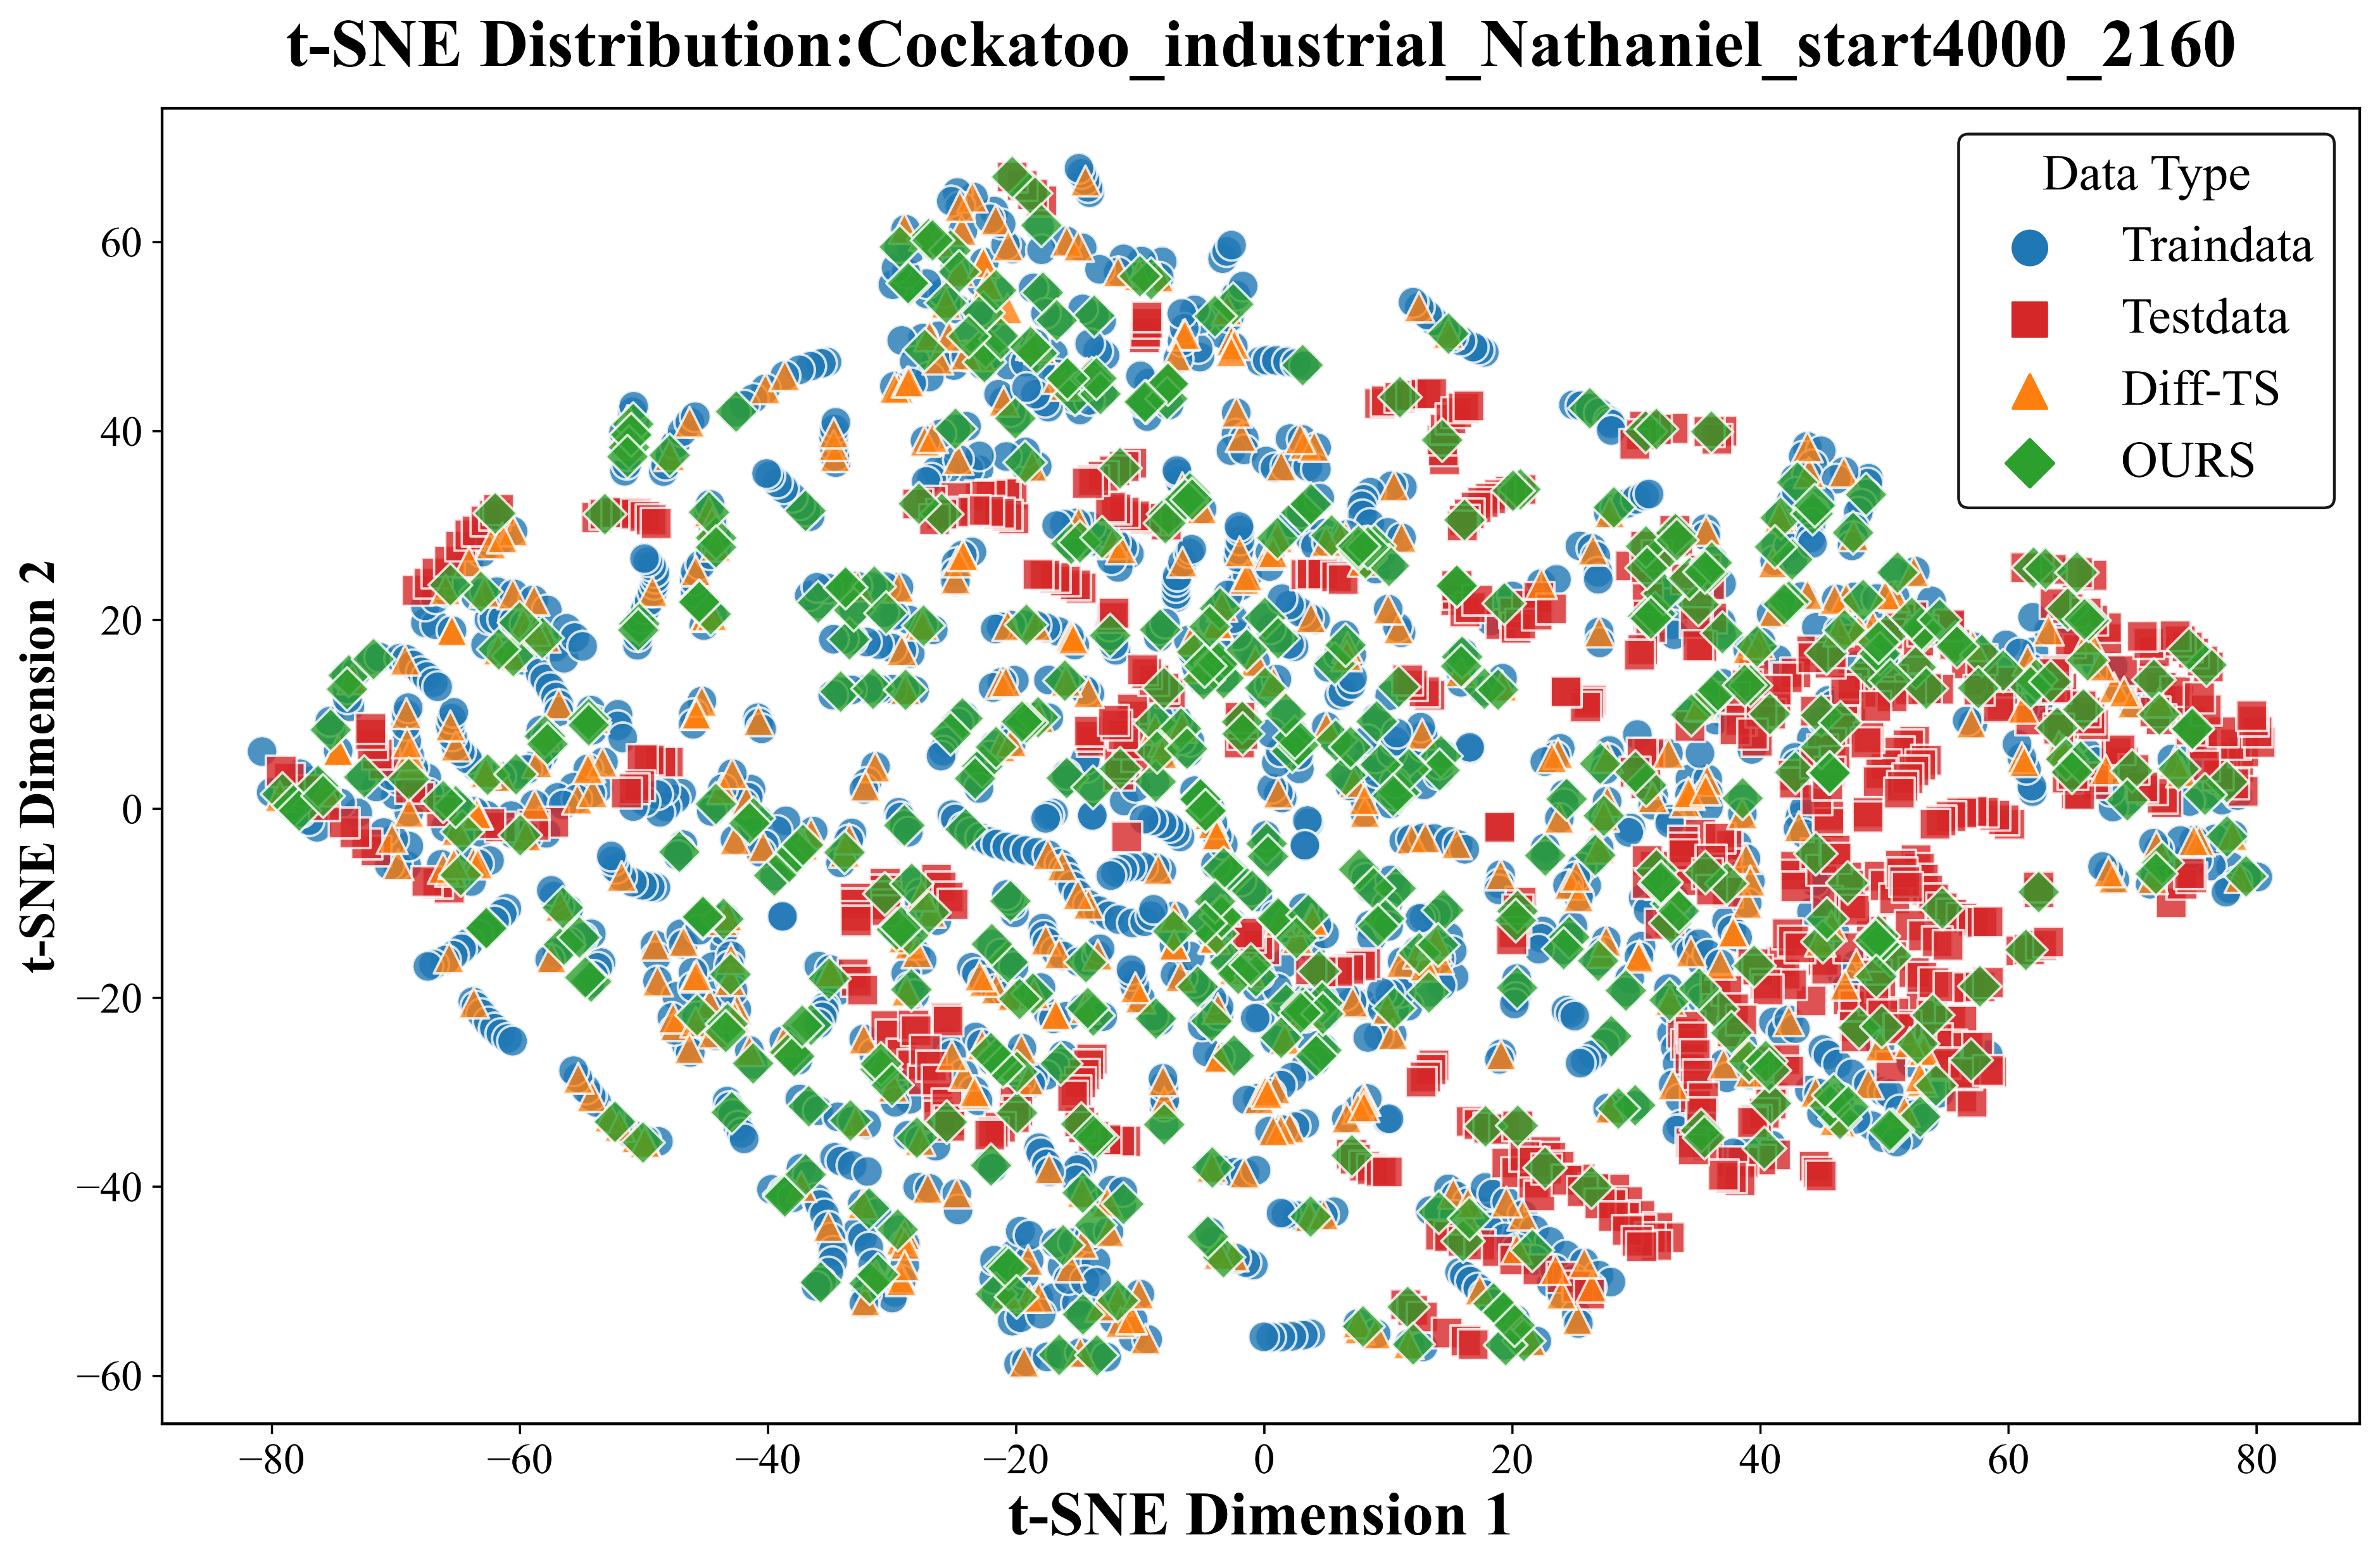 t-SNE Distribution:Cockatoo_industrial_Nathaniel_start4000_2160
Data Type
Traindata
Testdata
Diff-TS
OURS
t-SNE Dimension 2
60
40
20
0
−20
−40
−60
−80
−60
−40
−20
0
20
40
60
80
t-SNE Dimension 1